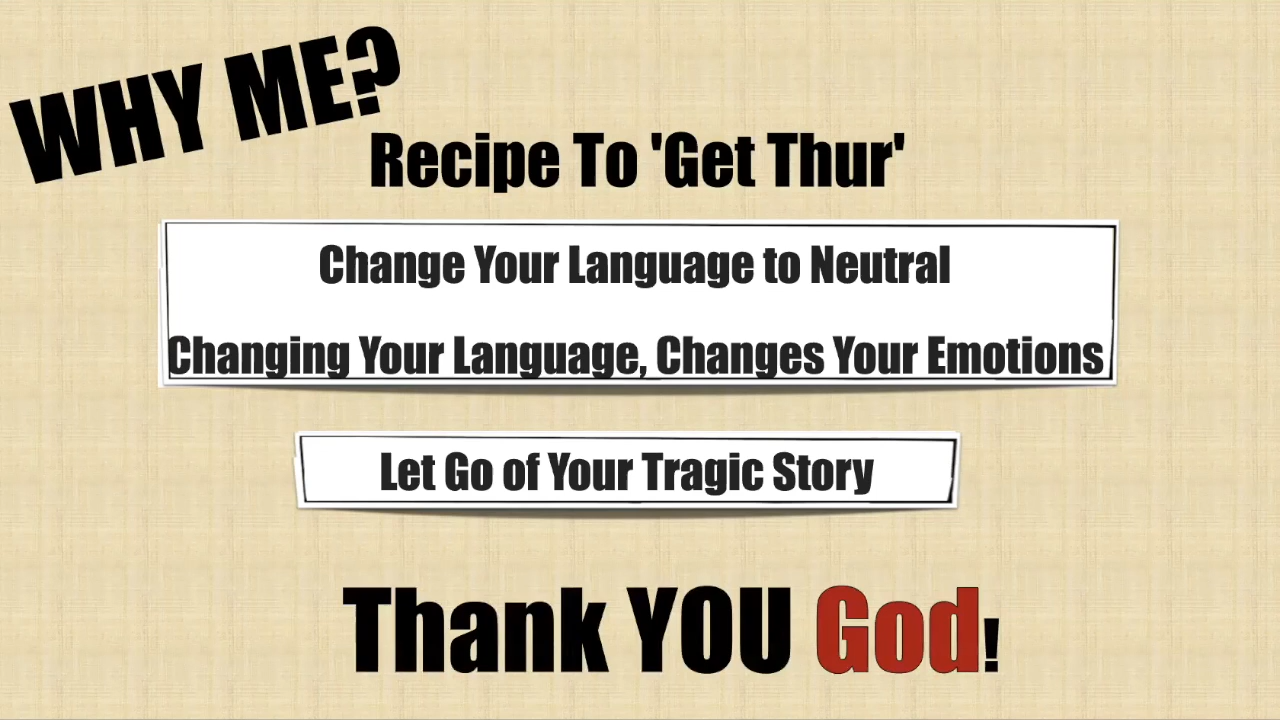 WHY ME?
Recipe To 'Get Thur'
Change Your Language to Neutral
Changing Your Language, Changes Your Emotions
Let Go of Your Tragic Story
Thank YOU God!